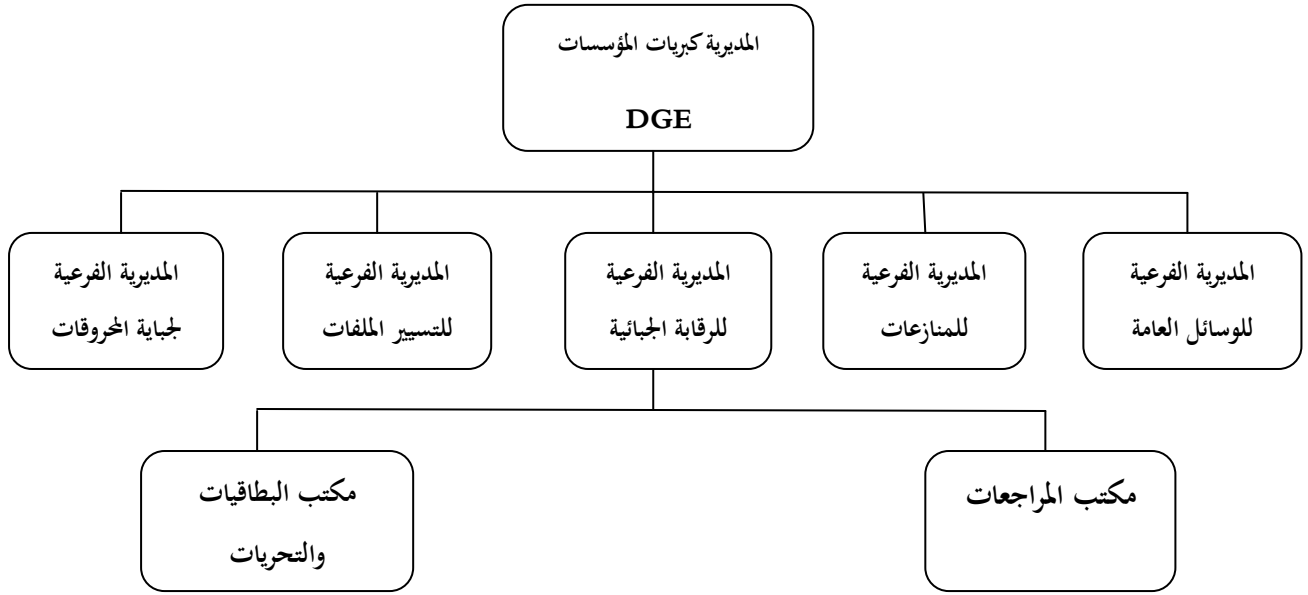 المديرية كبريات المؤسسات
DGE
المديرية الفرعية
للوسائل العامة
المديرية الفرعية
للمنازعات
المديرية الفرعية
للرقابة الجبائية
المديرية الفرعية
للتسيير الملفات
المديرية الفرعية
لجباية المحروقات
مكتب المراجعات
مكتب البطاقيات
والتحريات